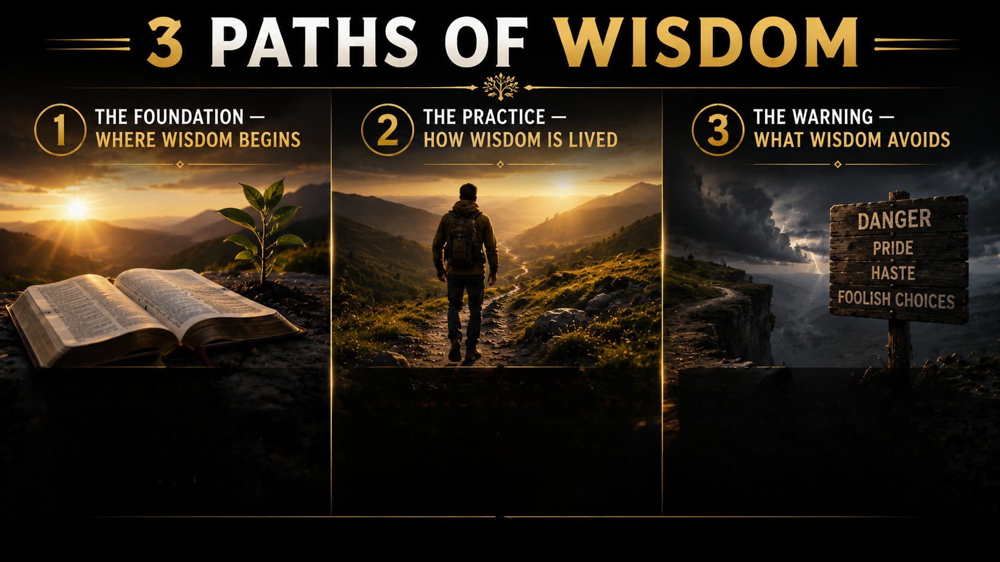 3 PATHS OF WISDOM
1
THE FOUNDATION —
WHERE WISDOM BEGINS
2
THE PRACTICE —
HOW WISDOM IS LIVED
3
THE WARNING —
WHAT WISDOM AVOIDS
DANGER
PRIDE
HASTE
FOOLISH CHOICES